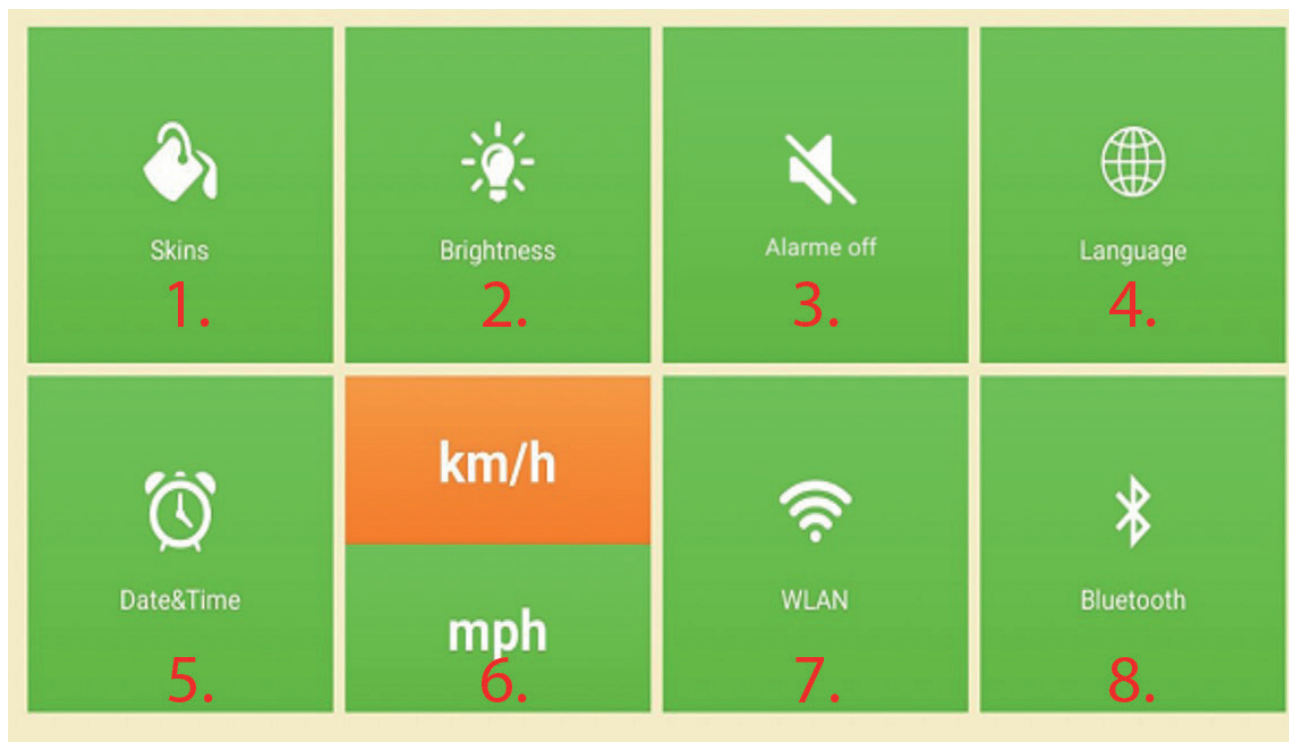 Skins
1.
Brightness
2.
Alarme off
3.
Language
4.
Date&Time
5.
km/h
mph
6.
WLAN
7.
Bluetooth
8.